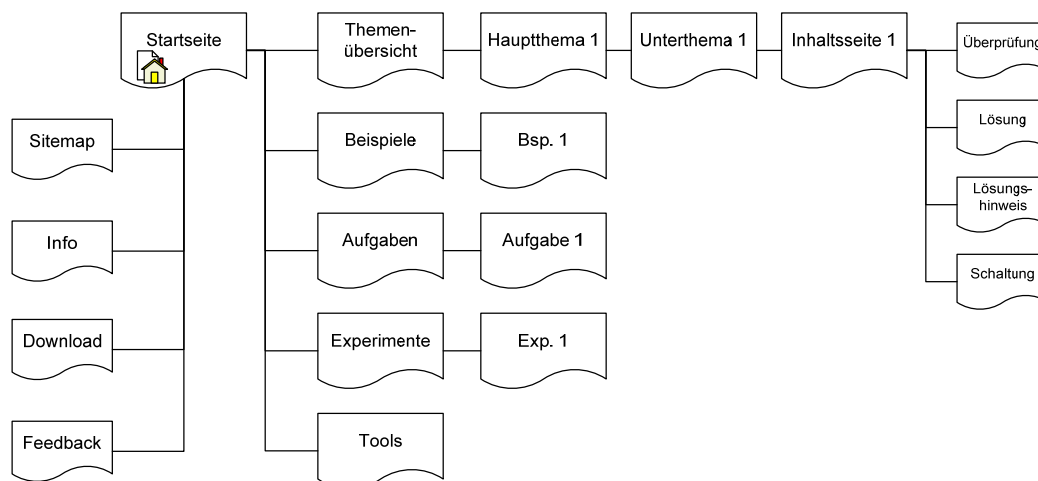 Startseite
Themen-
übersicht
Hauptthema 1
Unterthema 1
Inhaltsseite 1
Überprüfung
Sitemap
Beispiele
Bsp. 1
Lösung
Lösungs-
hinweis
Info
Aufgaben
Aufgabe 1
Schaltung
Download
Experimente
Exp. 1
Feedback
Tools